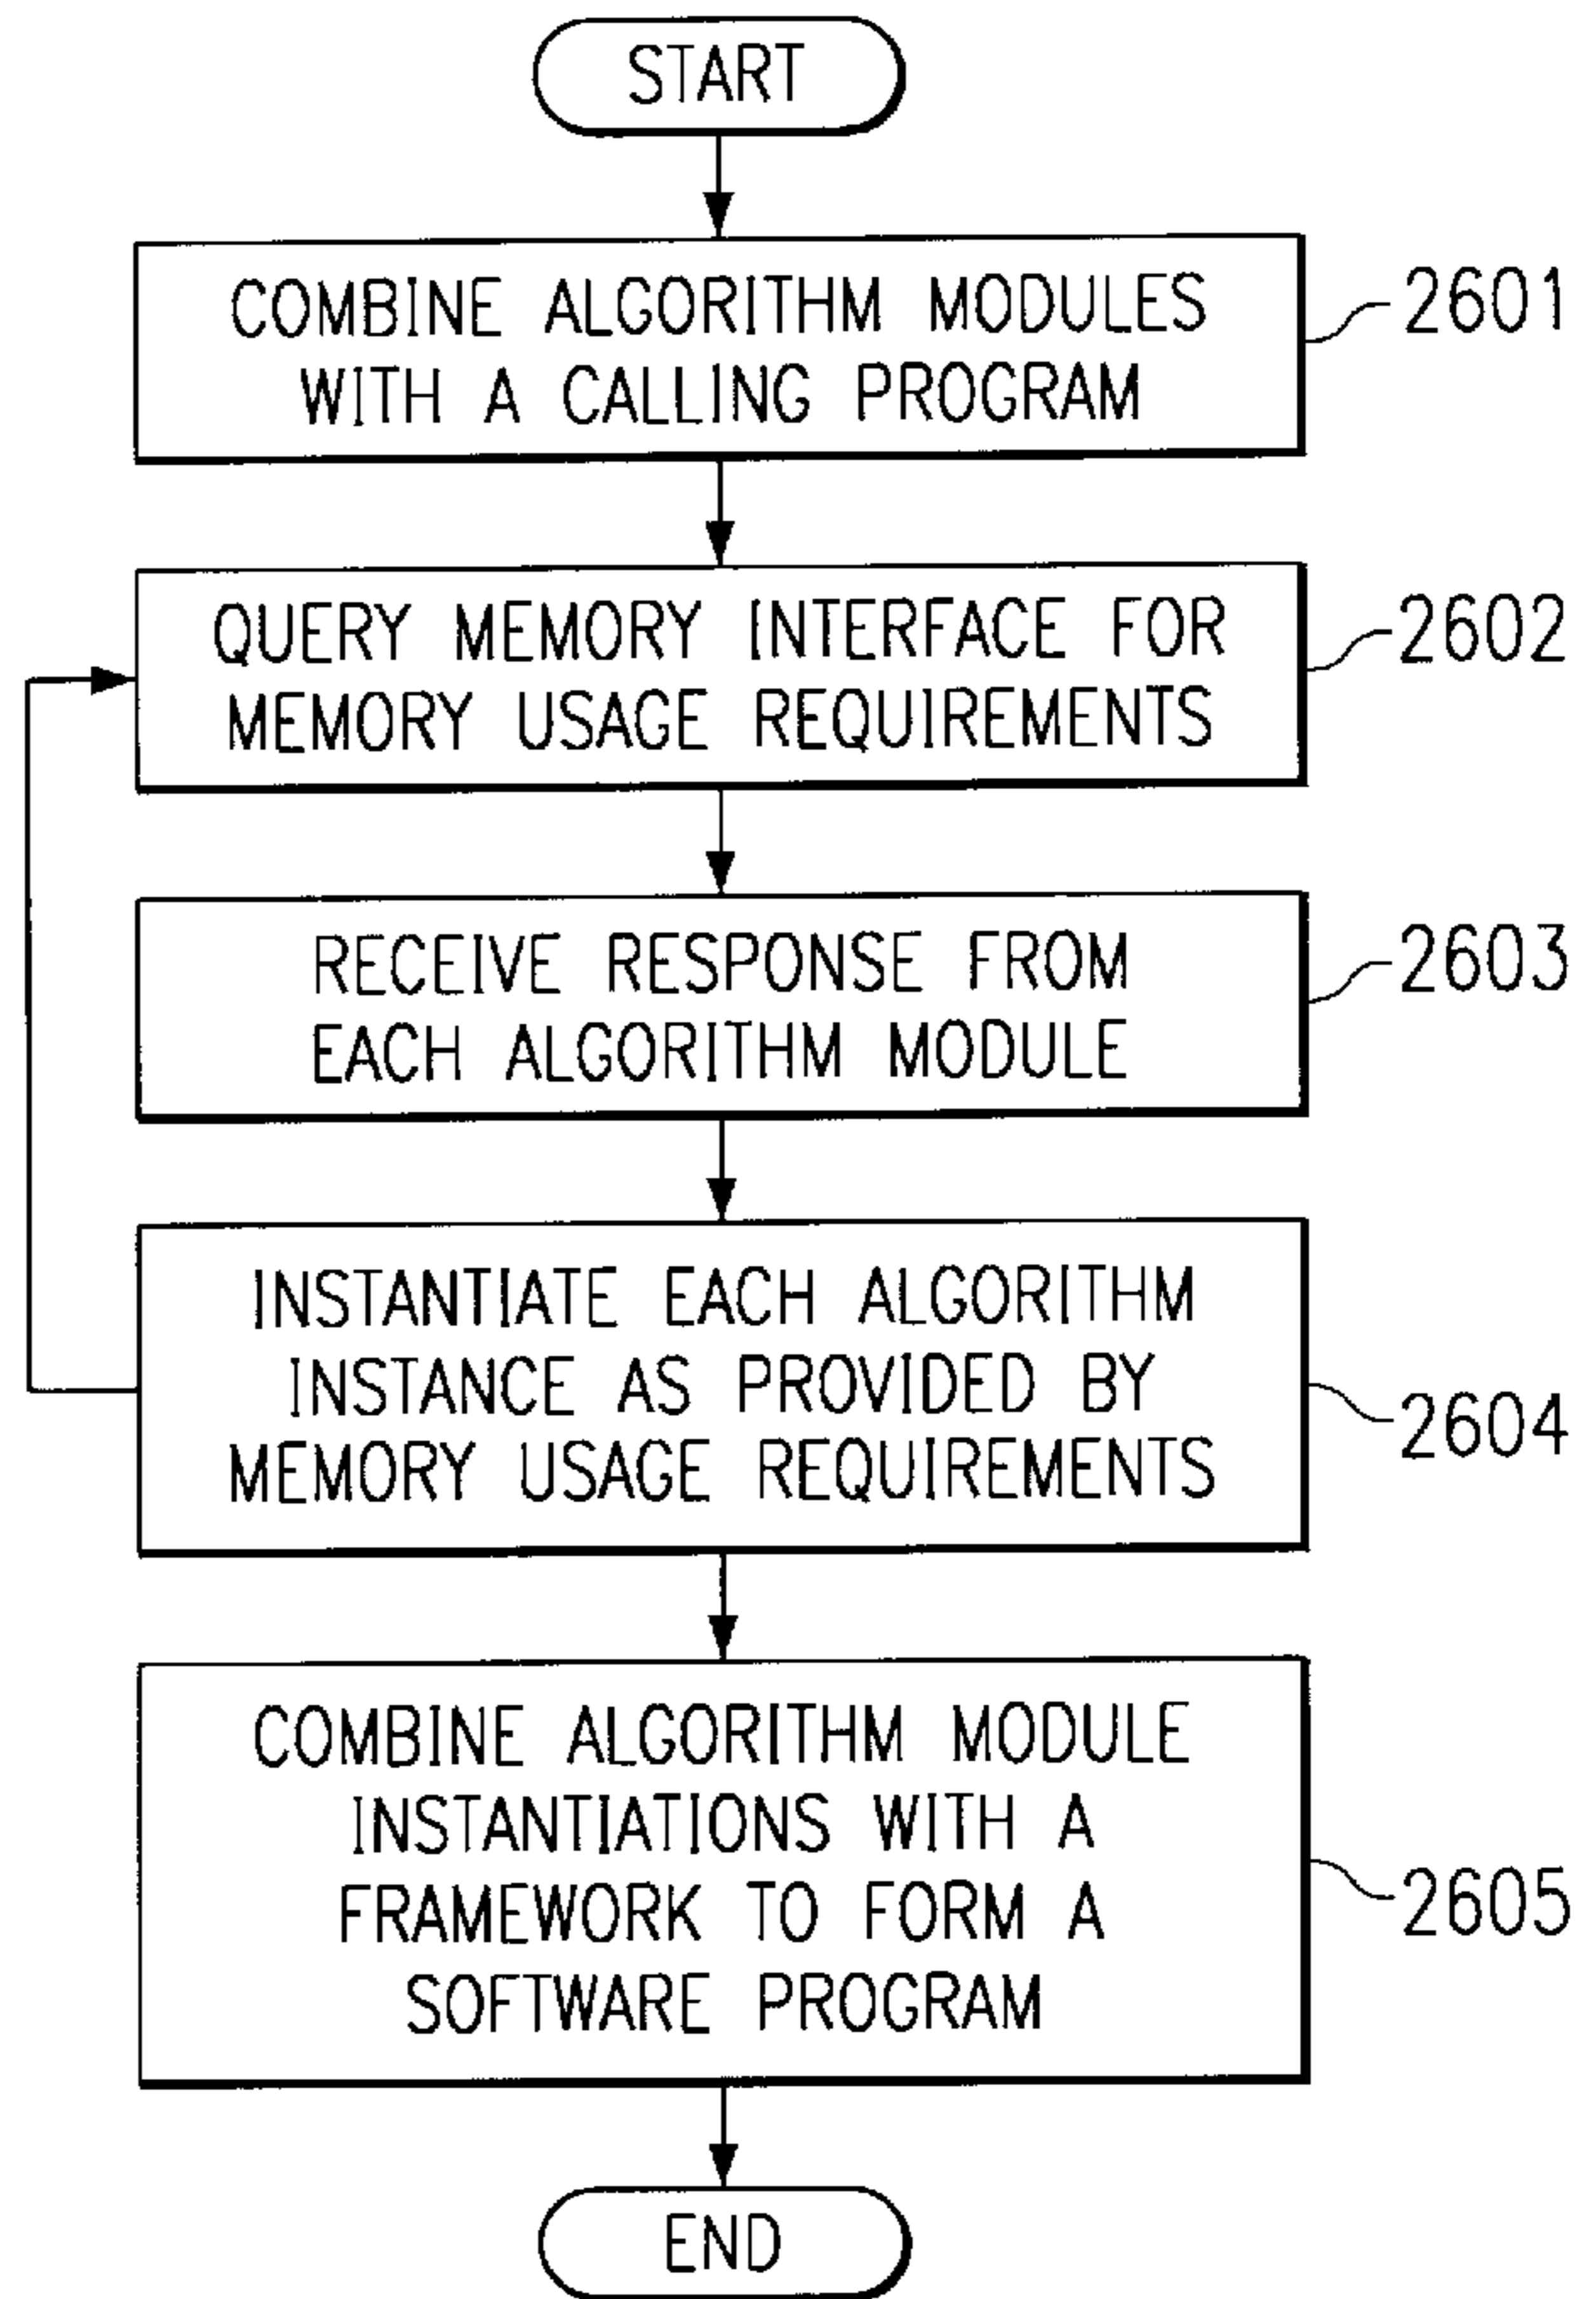 START
COMBINE ALGORITHM MODULES
WITH A CALLING PROGRAM
2601
QUERY MEMORY INTERFACE FOR
MEMORY USAGE REQUIREMENTS
2602
RECEIVE RESPONSE FROM
EACH ALGORITHM MODULE
2603
INSTANTIATE EACH ALGORITHM
INSTANCE AS PROVIDED BY
MEMORY USAGE REQUIREMENTS
2604
COMBINE ALGORITHM MODULE
INSTANTIATIONS WITH A
FRAMEWORK TO FORM A
SOFTWARE PROGRAM
2605
END